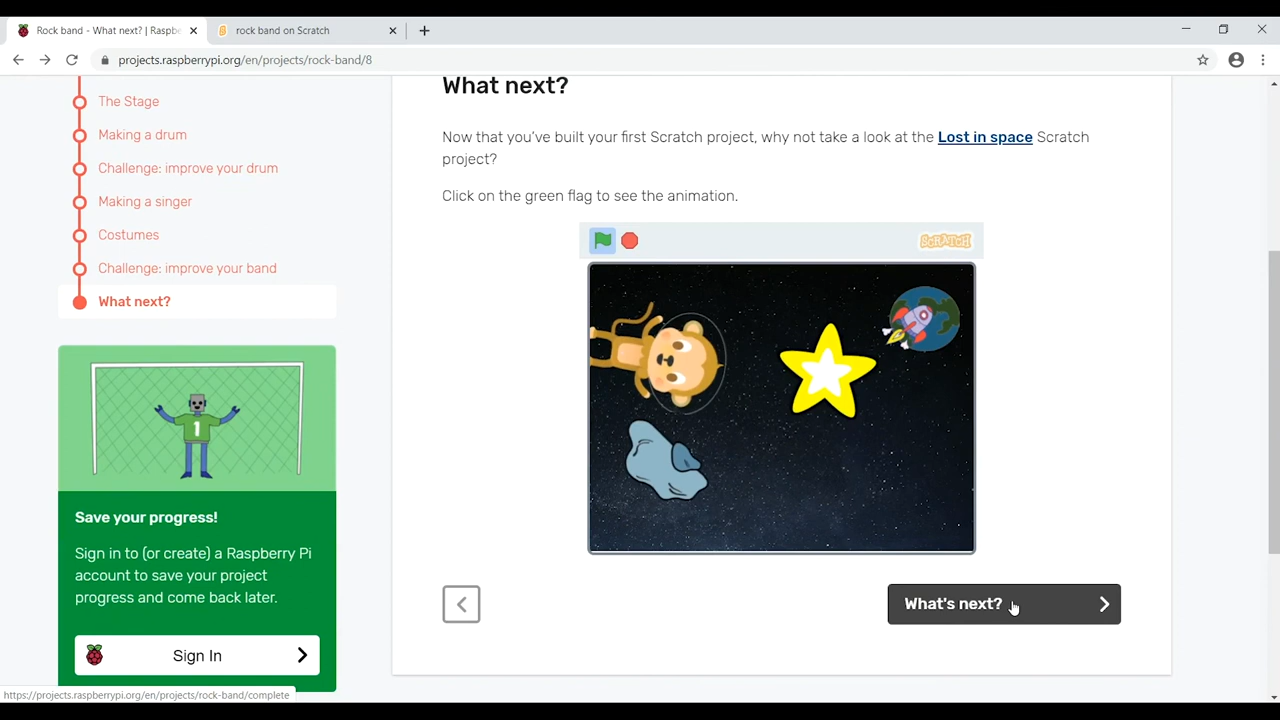 Rock band - What next? | Raspbe
rock band on Scratch
projects.raspberrypi.org/en/projects/rock-band/8
The Stage
Making a drum
Challenge: improve your drum
Making a singer
Costumes
Challenge: improve your band
What next?
1
Save your progress!
Sign in to (or create) a Raspberry Pi
account to save your project
progress and come back later.
Sign In
What next?
Now that you've built your first Scratch project, why not take a look at the Lost in space Scratch
project?
Click on the green flag to see the animation.
SCRATCH
What's next?
https://projects.raspberrypi.org/en/projects/rock-band/complete